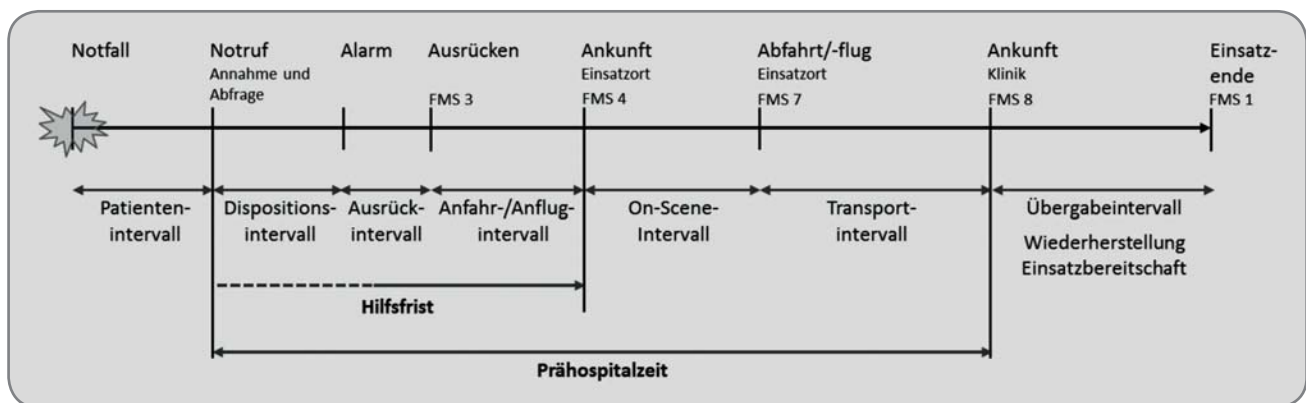 Notfall
Notruf
Annahme und
Abfrage
Alarm
Ausrücken
FMS 3
Ankunft
Einsatzort
FMS 4
Abfahrt/-flug
Einsatzort
FMS 7
Ankunft
Klinik
FMS 8
Einsatz-
ende
FMS 1
Patienten-
intervall
Dispositions-
intervall
Ausrück-
intervall
Anfahr-/Anflug-
intervall
On-Scene-
Intervall
Transport-
intervall
Übergabeintervall
Wiederherstellung
Einsatzbereitschaft
Hilfsfrist
Prähospitalzeit